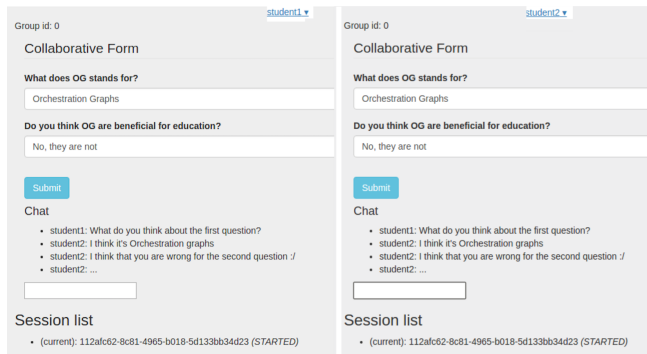 student1 ▾
Group id: 0
Collaborative Form
What does OG stands for?
Orchestration Graphs
Do you think OG are beneficial for education?
No, they are not
Submit
Chat
• student1: What do you think about the first question?
• student2: I think it's Orchestration graphs
• student2: I think that you are wrong for the second question :/
• student2: ...
Session list
• (current): 112afc62-8c81-4965-b018-5d133bb34d23 (STARTED)
student2 ▾
Group id: 0
Collaborative Form
What does OG stands for?
Orchestration Graphs
Do you think OG are beneficial for education?
No, they are not
Submit
Chat
• student1: What do you think about the first question?
• student2: I think it's Orchestration graphs
• student2: I think that you are wrong for the second question :/
• student2: ...
Session list
• (current): 112afc62-8c81-4965-b018-5d133bb34d23 (STARTED)